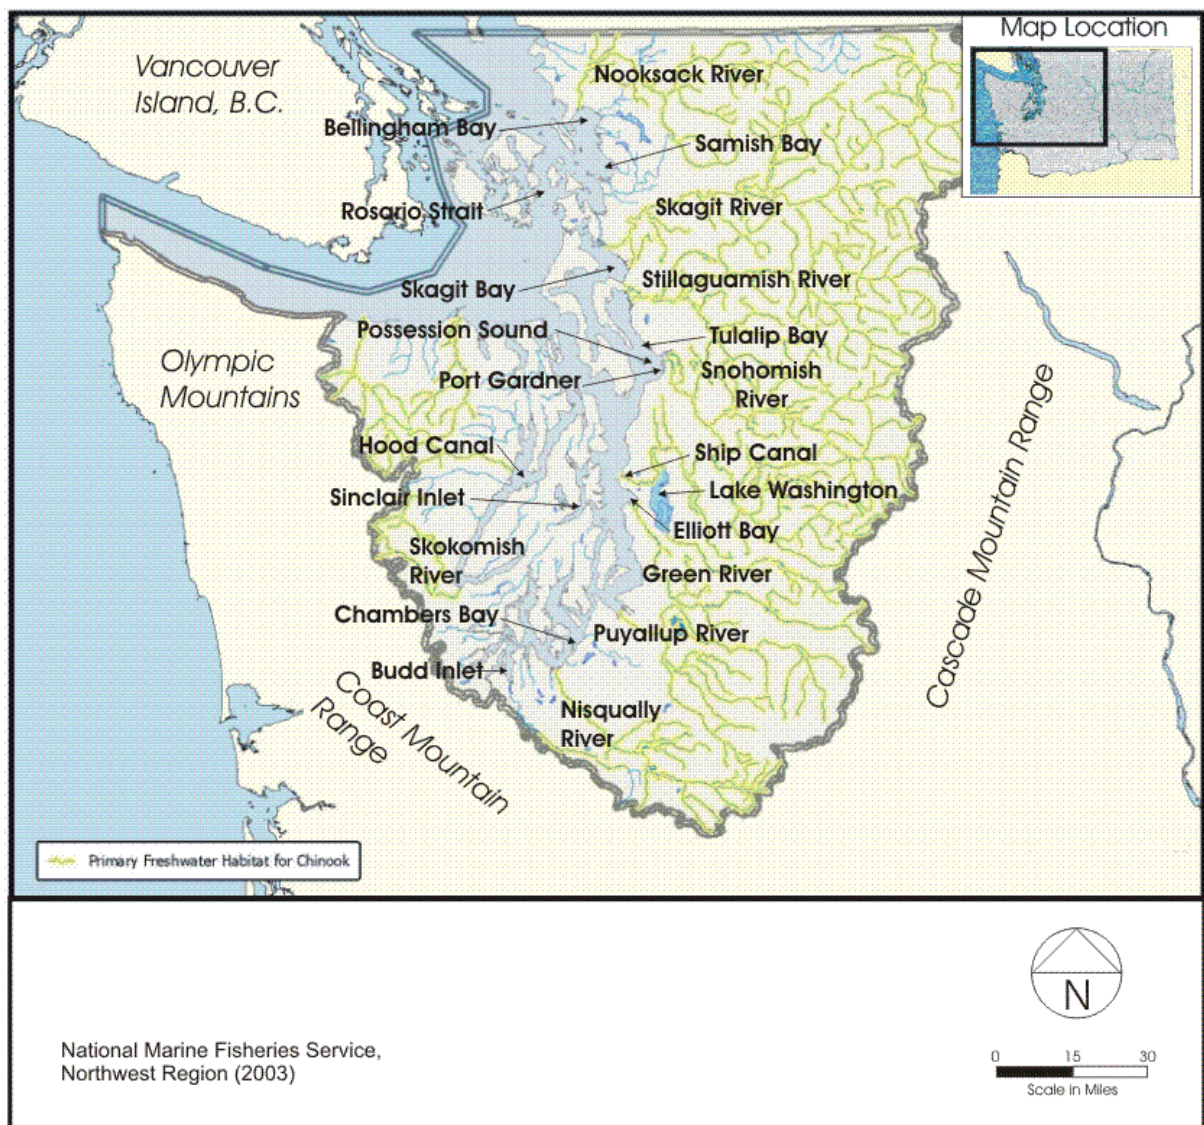 Map Location
Vancouver
Island, B.C.
Nooksack River
Bellingham Bay
Samish Bay
Rosario Strait
Skagit River
Skagit Bay
Stillaguamish River
Possession Sound
Tulalip Bay
Olympic
Mountains
Port Gardner
Snohomish
River
Hood Canal
Ship Canal
Sinclair Inlet
Lake Washington
Elliott Bay
Skokomish
River
Green River
Chambers Bay
Puyallup River
Budd Inlet
Coast Mountain
Range
Nisqually
River
Cascade Mountain Range
Primary Freshwater Habitat for Chinook
N
National Marine Fisheries Service,
Northwest Region (2003)
0 15 30
Scale in Miles